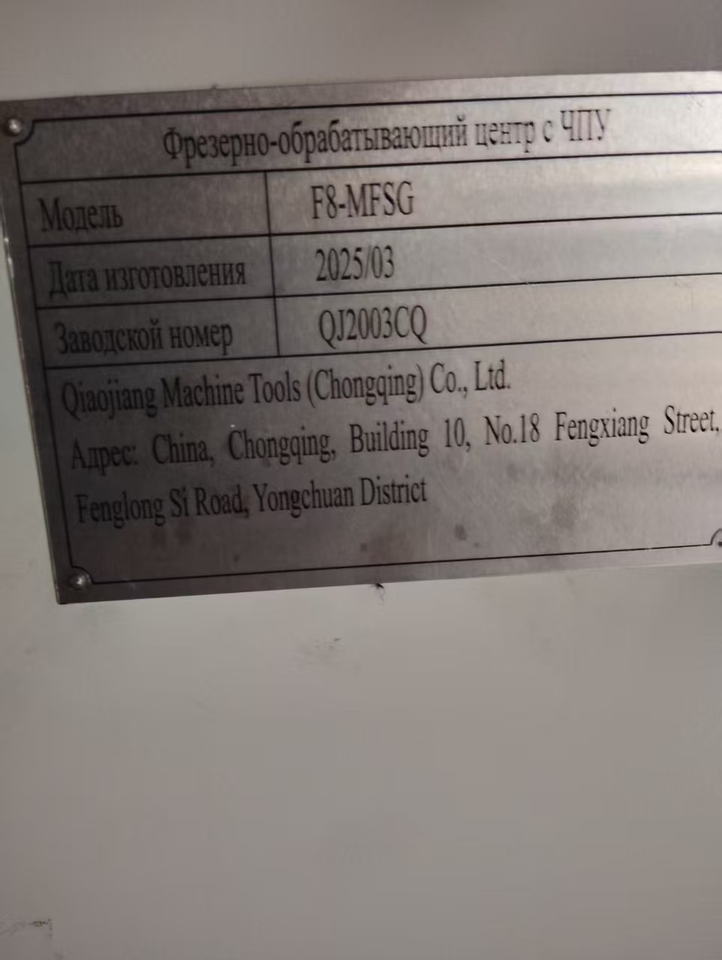 Фрезерно-обрабатывающий центр с ЧПУ
Модель F8-MFSG
Дата изготовления 2025/03
Заводской номер QJ2003CQ
Qiaojiang Machine Tools (Chongqing) Co., Ltd.
Адрес: China, Chongqing, Building 10, No.18 Fengxiang Street,
Fenglong Si Road, Yongchuan District